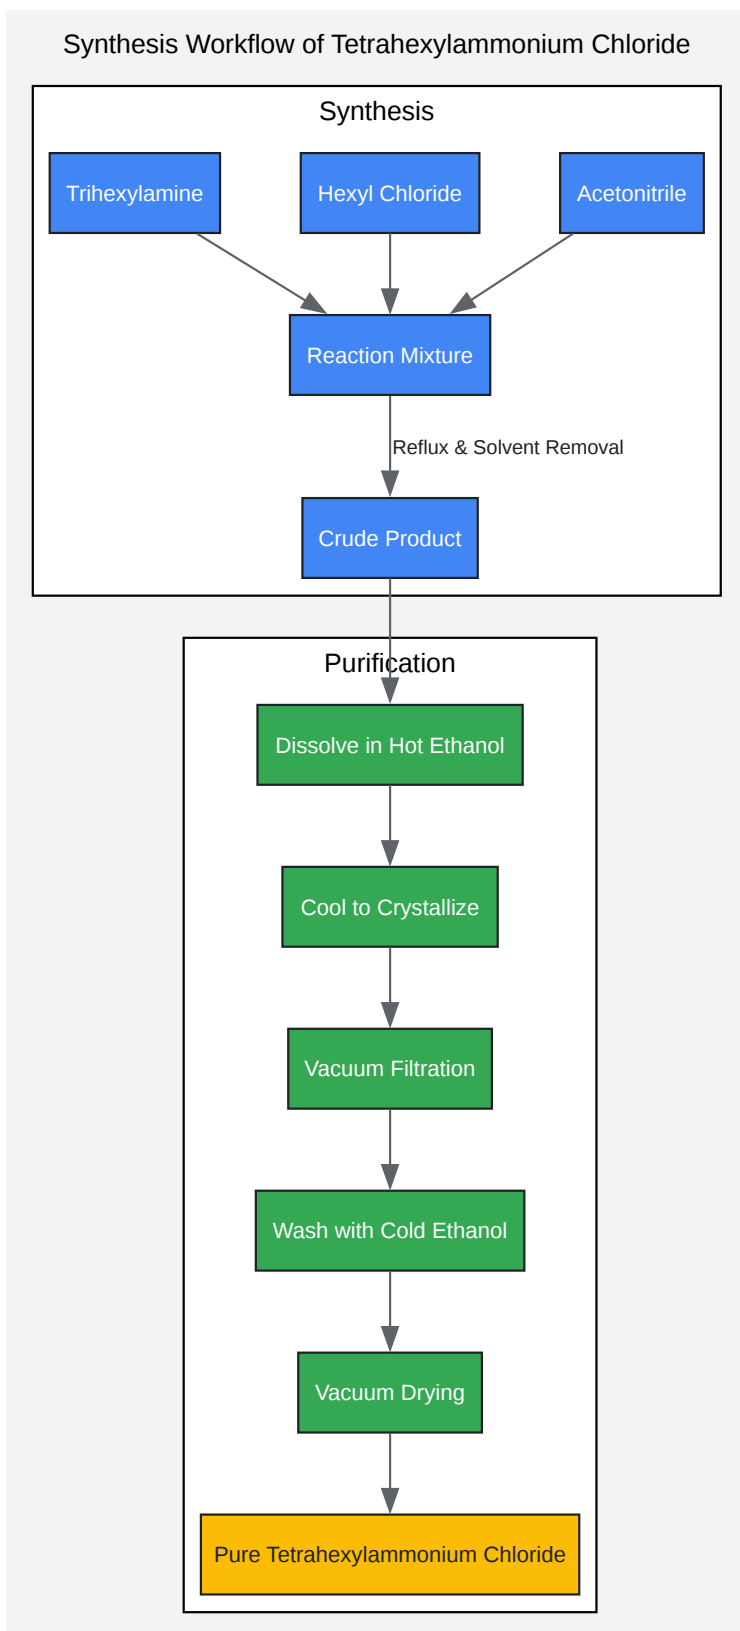 Synthesis Workflow of Tetrahexylammonium Chloride
Synthesis
Trihexylamine
Hexyl Chloride
Acetonitrile
Reaction Mixture
Reflux & Solvent Removal
Crude Product
Purification
Dissolve in Hot Ethanol
Cool to Crystallize
Vacuum Filtration
Wash with Cold Ethanol
Vacuum Drying
Pure Tetrahexylammonium Chloride